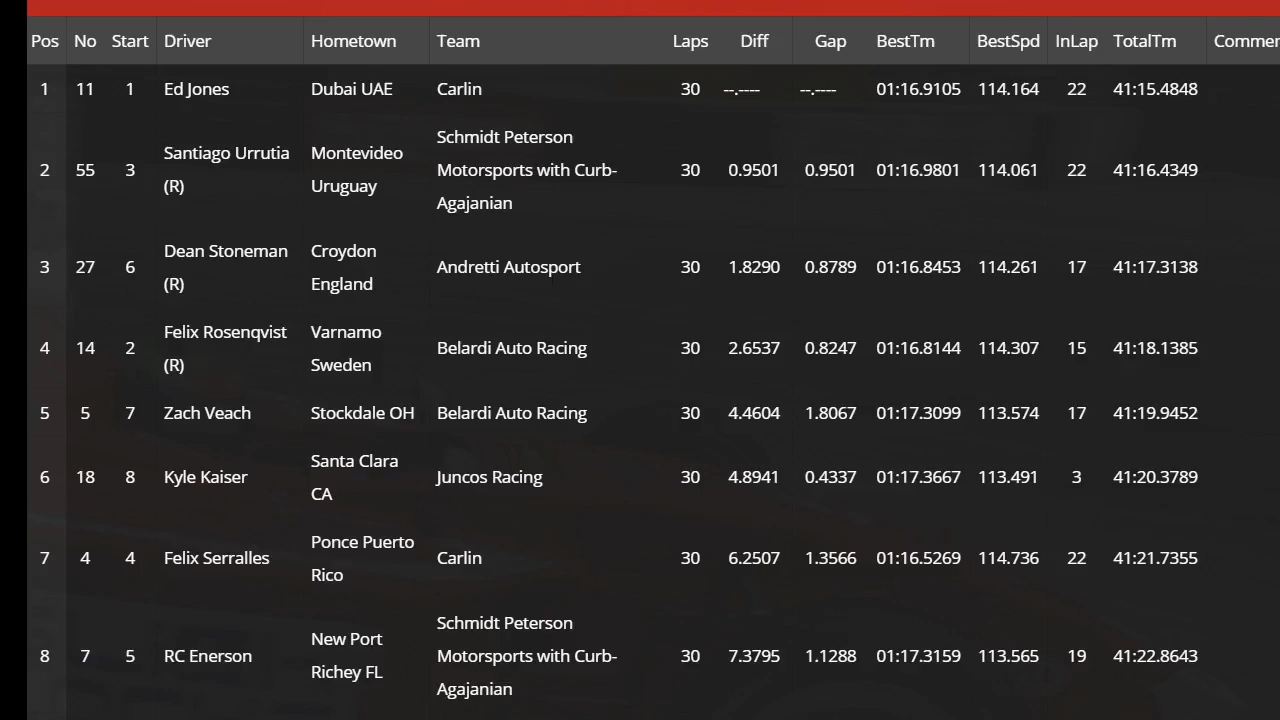 Pos No Start Driver Hometown Team Laps Diff Gap BestTm BestSpd InLap TotalTm Commen
1 11 1 Ed Jones Dubai UAE Carlin 30 --.---- --.---- 01:16.9105 114.164 22 41:15.4848
2 55 3 Santiago Urrutia (R) Montevideo Uruguay Schmidt Peterson Motorsports with Curb-Agajanian 30 0.9501 0.9501 01:16.9801 114.061 22 41:16.4349
3 27 6 Dean Stoneman (R) Croydon England Andretti Autosport 30 1.8290 0.8789 01:16.8453 114.261 17 41:17.3138
4 14 2 Felix Rosenqvist (R) Varnamo Sweden Belardi Auto Racing 30 2.6537 0.8247 01:16.8144 114.307 15 41:18.1385
5 5 7 Zach Veach Stockdale OH Belardi Auto Racing 30 4.4604 1.8067 01:17.3099 113.574 17 41:19.9452
6 18 8 Kyle Kaiser Santa Clara CA Juncos Racing 30 4.8941 0.4337 01:17.3667 113.491 3 41:20.3789
7 4 4 Felix Serralles Ponce Puerto Rico Carlin 30 6.2507 1.3566 01:16.5269 114.736 22 41:21.7355
8 7 5 RC Enerson New Port Richey FL Schmidt Peterson Motorsports with Curb-Agajanian 30 7.3795 1.1288 01:17.3159 113.565 19 41:22.8643